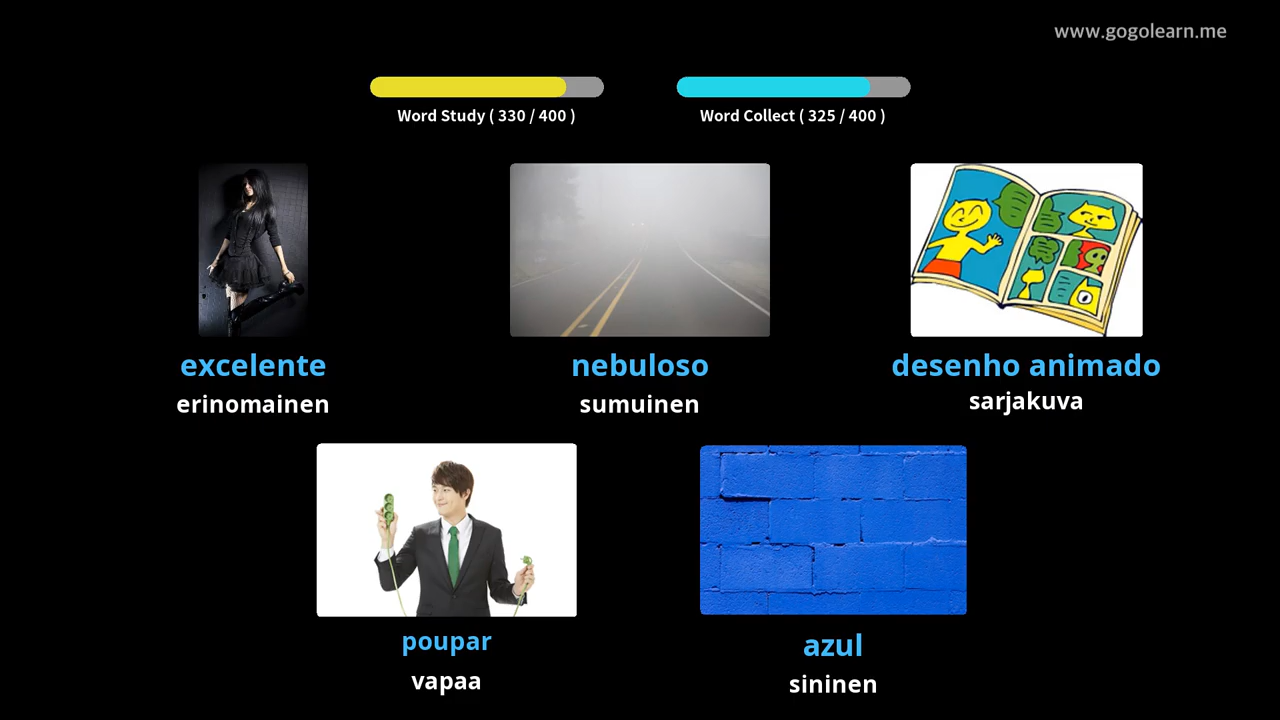 www.gogolearn.me
Word Study ( 330 / 400 )
Word Collect ( 325 / 400 )
excelente
erinomainen
nebuloso
sumuinen
desenho animado
sarjakuva
poupar
vapaa
azul
sininen